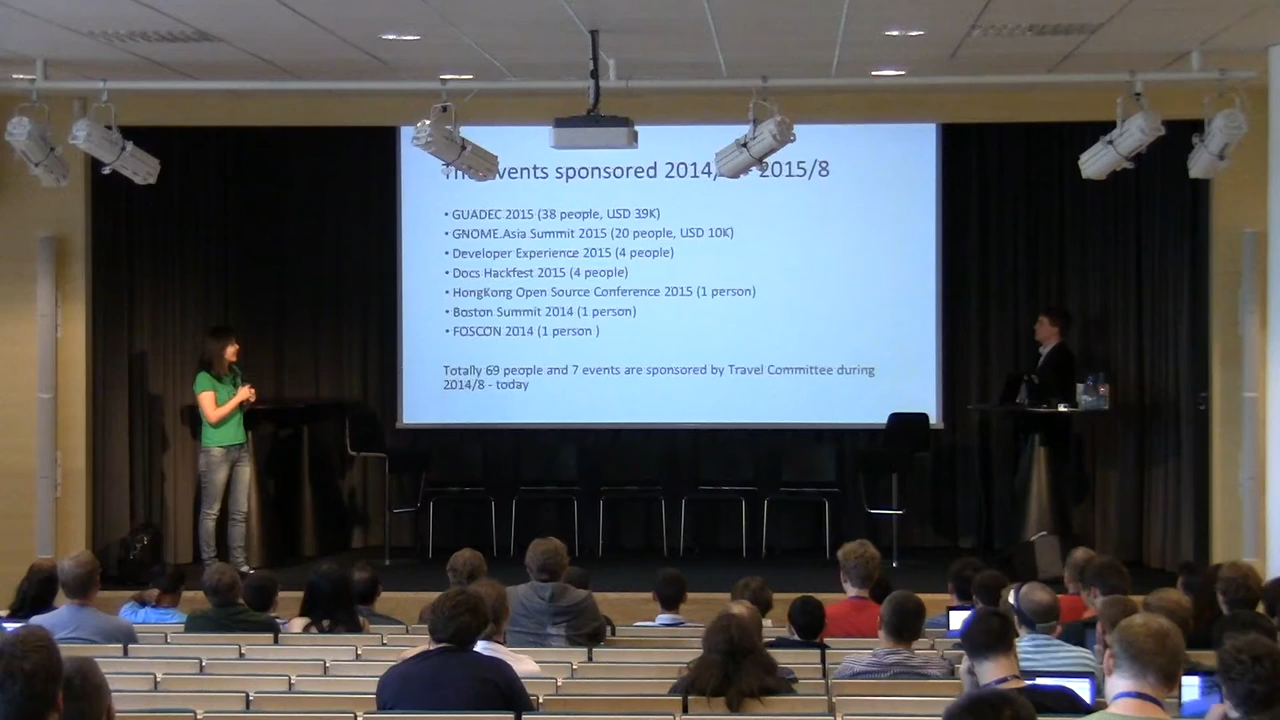 events sponsored 2014/ - 2015/8
• GUADEC 2015 (38 people, USD 39K)
• GNOME.Asia Summit 2015 (20 people, USD 10K)
• Developer Experience 2015 (4 people)
• Docs Hackfest 2015 (4 people)
• HongKong Open Source Conference 2015 (1 person)
• Boston Summit 2014 (1 person)
• FOSCON 2014 (1 person )
Totally 69 people and 7 events are sponsored by Travel Committee during
2014/8 - today